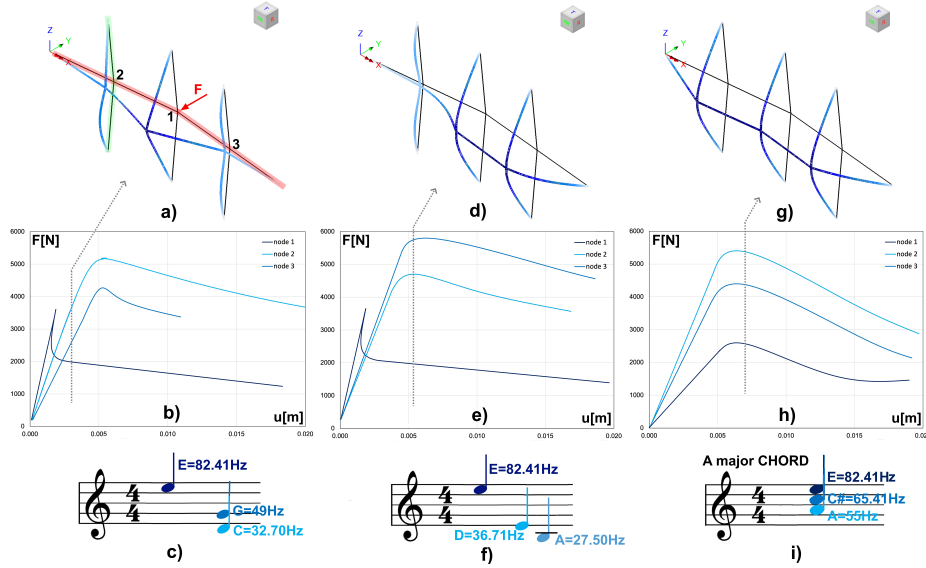 Z
Y
X
2
F
1
3
a)
Z
Y
X
d)
Z
Y
X
g)
F[N]
6000
5000
4000
3000
2000
1000
0
node 1
node 2
node 3
b)
u[m]
0.000
0.005
0.010
0.015
0.020
F[N]
6000
5000
4000
3000
2000
1000
0
node 1
node 2
node 3
e)
u[m]
0.000
0.005
0.010
0.015
0.020
F[N]
6000
5000
4000
3000
2000
1000
0
node 1
node 2
node 3
h)
u[m]
0.000
0.005
0.010
0.015
0.020
4
4
E=82.41Hz
G=49Hz
C=32.70Hz
c)
4
4
E=82.41Hz
D=36.71Hz
A=27.50Hz
f)
A major CHORD
4
4
E=82.41Hz
C#=65.41Hz
A=55Hz
i)